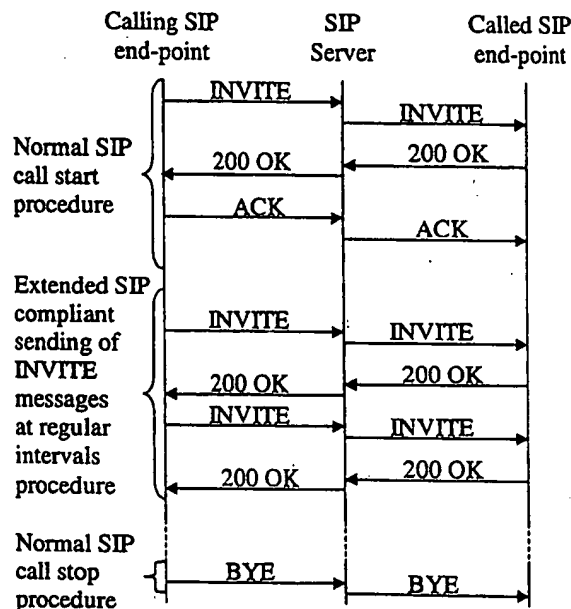 Calling SIP
end-point
SIP
Server
Called SIP
end-point
Normal SIP
call start
procedure
INVITE
INVITE
200 OK
200 OK
ACK
ACK
Extended SIP
compliant
sending of
INVITE
messages
at regular
intervals
procedure
INVITE
INVITE
200 OK
200 OK
INVITE
INVITE
200 OK
200 OK
Normal SIP
call stop
procedure
BYE
BYE